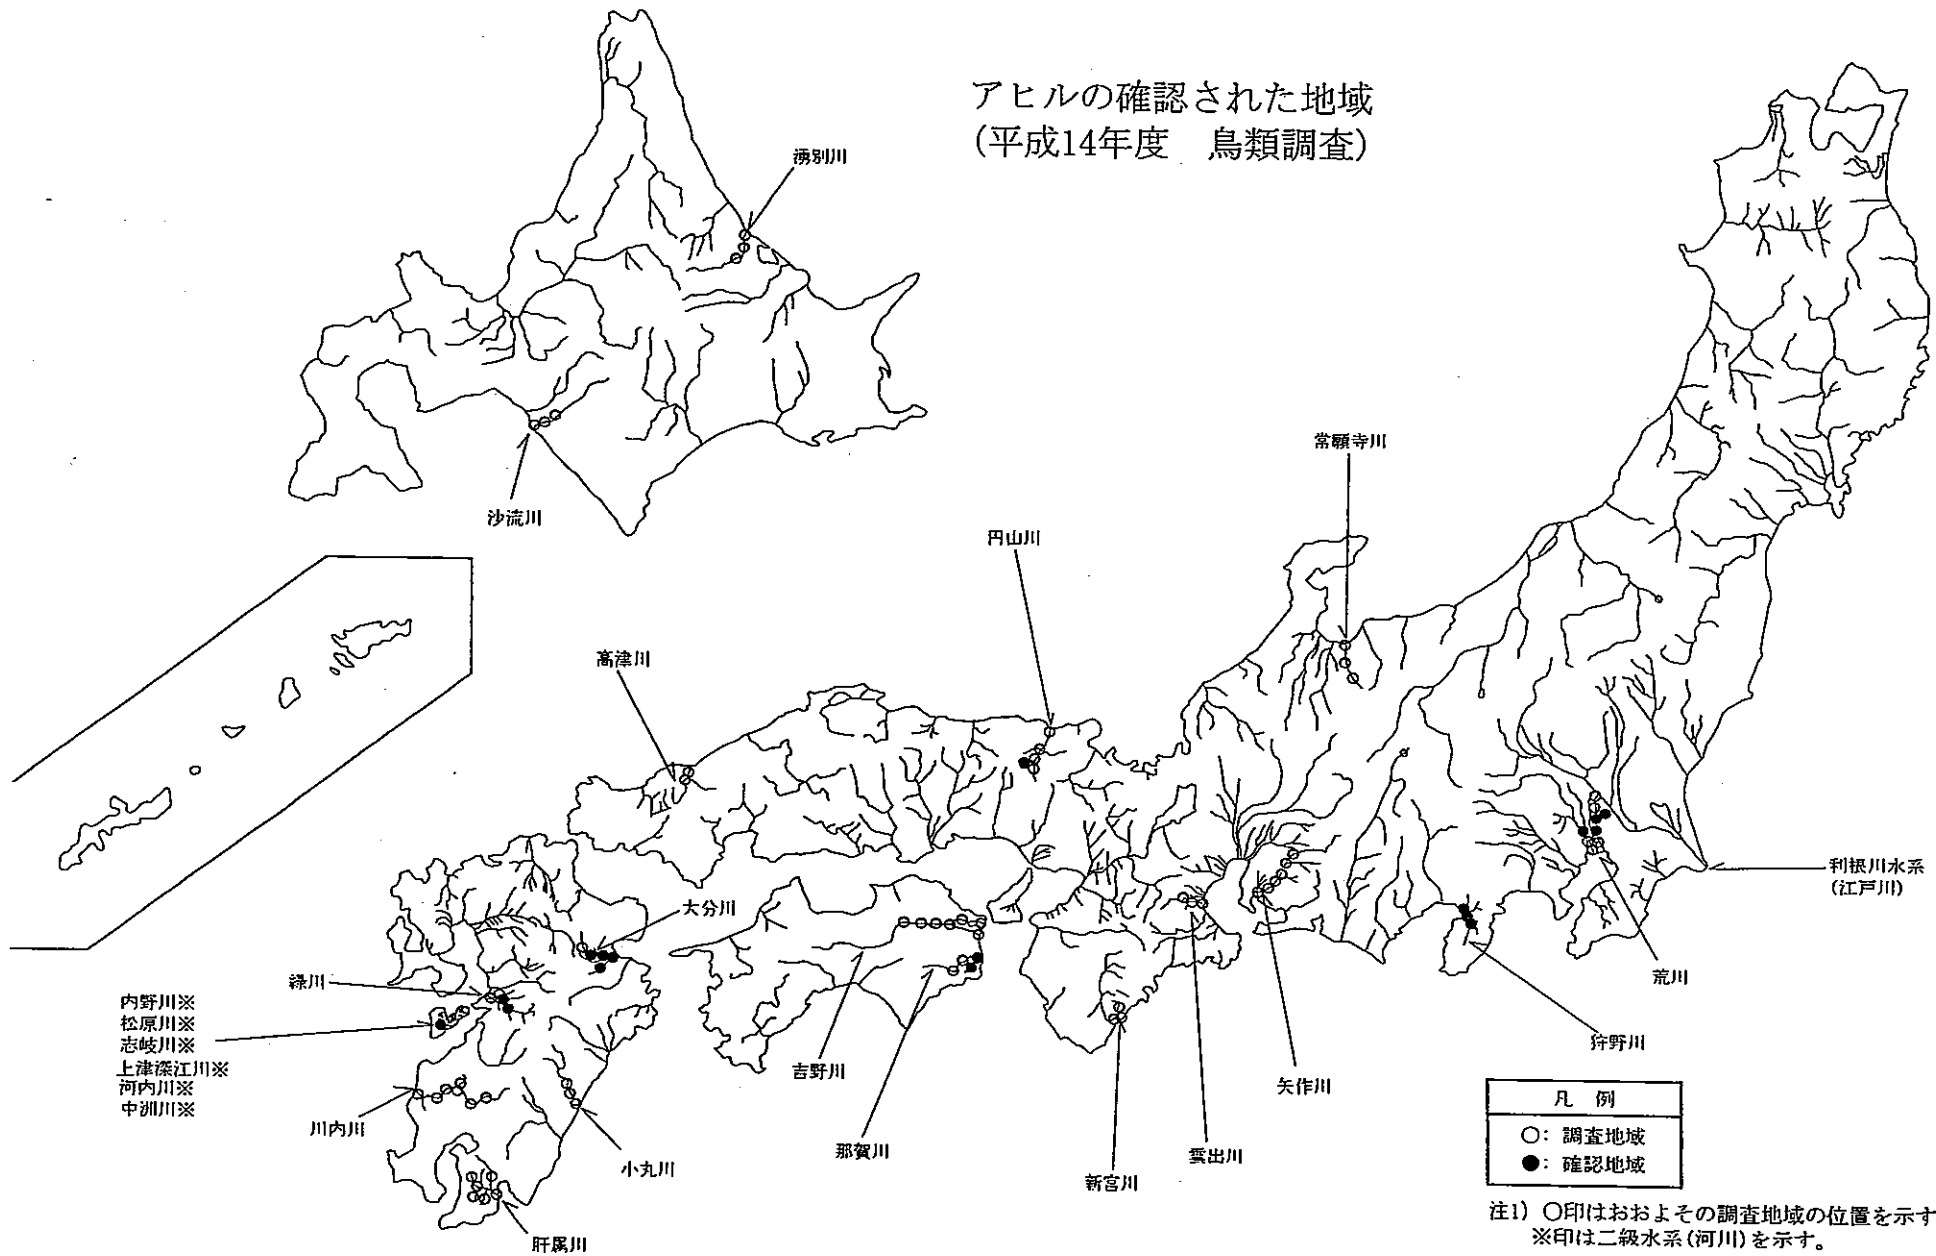 アヒルの確認された地域
(平成14年度 鳥類調査)
湧別川
沙流川
常願寺川
円山川
高津川
大分川
緑川
内野川※
松原川※
志岐川※
上津深江川※
河内川※
中洲川※
川内川
小丸川
肝属川
吉野川
那賀川
新宮川
雲出川
矢作川
狩野川
荒川
利根川水系
(江戸川)
凡例
○: 調査地域
●: 確認地域
注1) ○印はおおよその調査地域の位置を示す
※印は二級水系(河川)を示す。